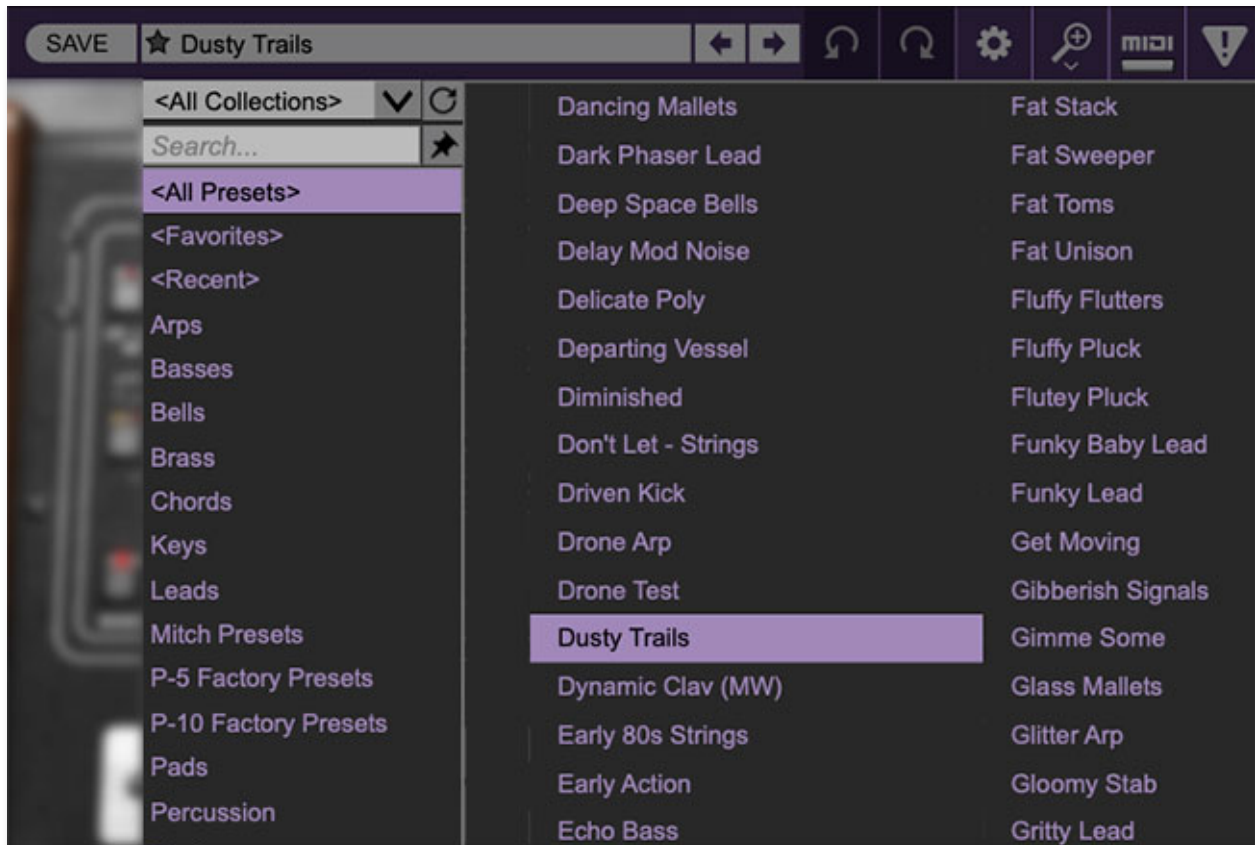 SAVE
Dusty Trails
MIDI
<All Collections>
Search...
<All Presets>
<Favorites>
<Recent>
Arps
Basses
Bells
Brass
Chords
Keys
Leads
Mitch Presets
P-5 Factory Presets
P-10 Factory Presets
Pads
Percussion
Dancing Mallets
Dark Phaser Lead
Deep Space Bells
Delay Mod Noise
Delicate Poly
Departing Vessel
Diminished
Don't Let - Strings
Driven Kick
Drone Arp
Drone Test
Dusty Trails
Dynamic Clav (MW)
Early 80s Strings
Early Action
Echo Bass
Fat Stack
Fat Sweeper
Fat Toms
Fat Unison
Fluffy Flutters
Fluffy Pluck
Flutey Pluck
Funky Baby Lead
Funky Lead
Get Moving
Gibberish Signals
Gimme Some
Glass Mallets
Glitter Arp
Gloomy Stab
Gritty Lead